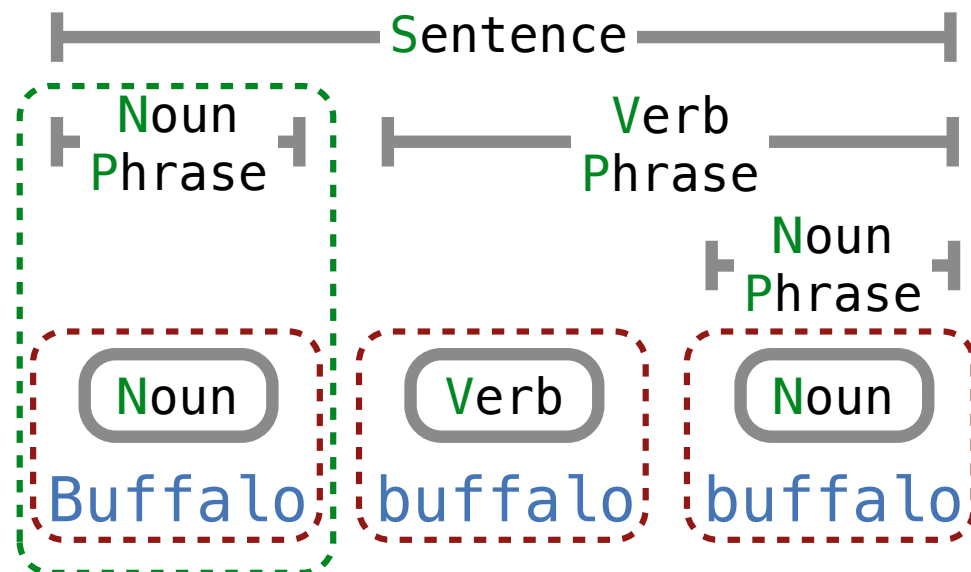 Sentence
Noun
Phrase
Verb
Phrase
Noun
Phrase
Noun Verb Noun
Buffalo buffalo buffalo